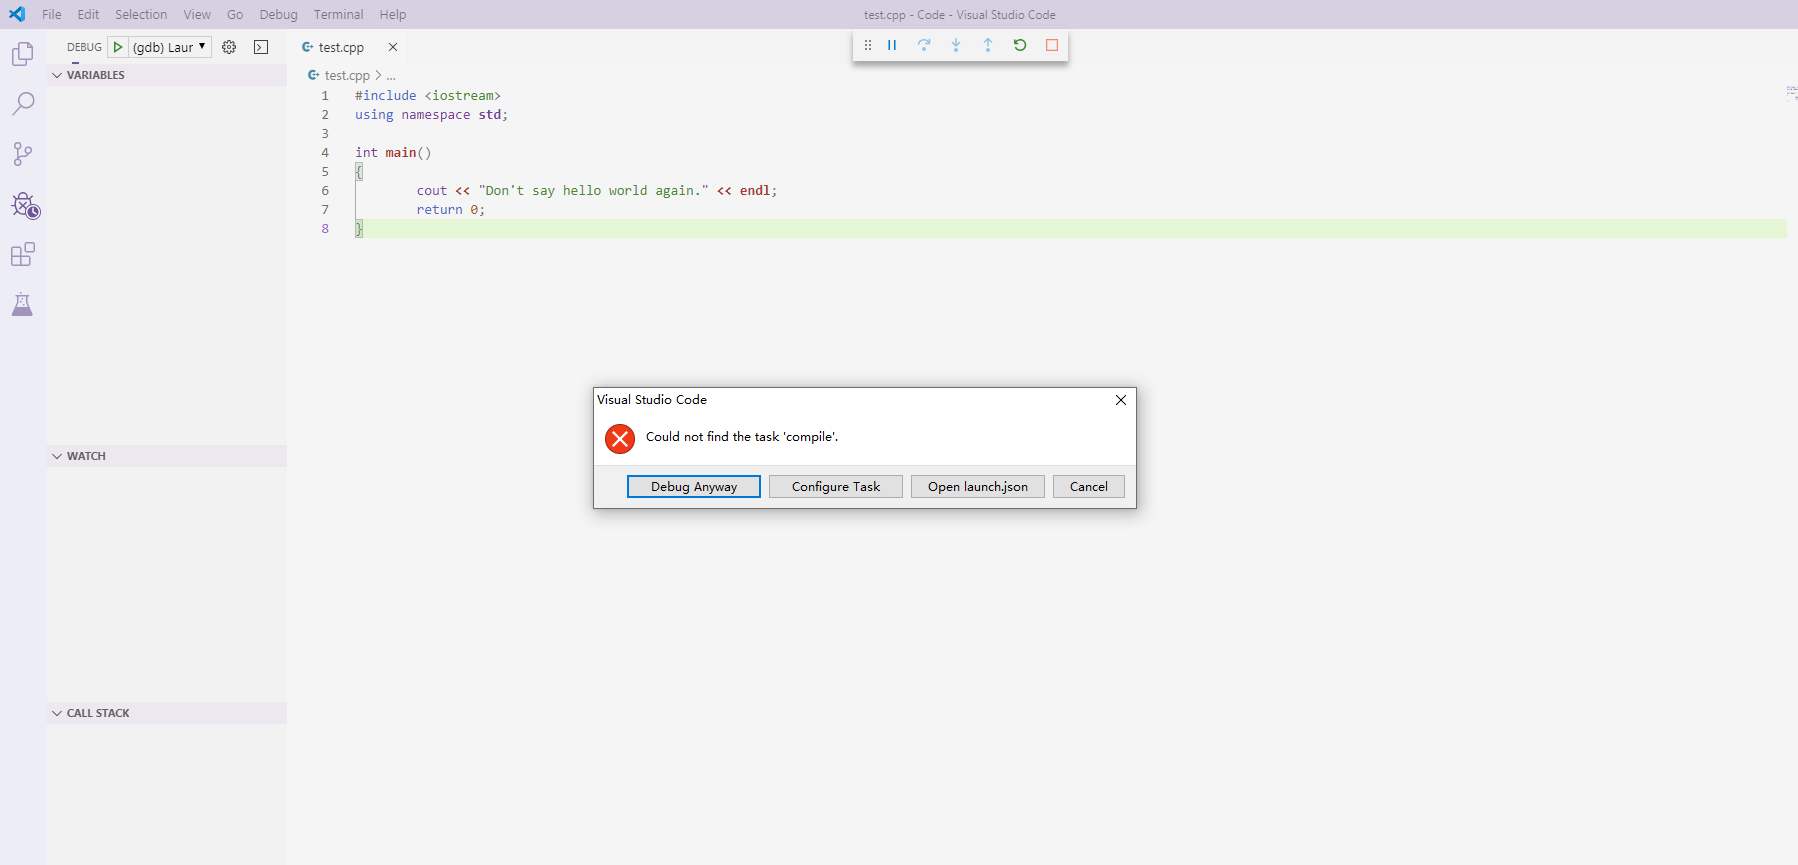 File Edit Selection View Go Debug Terminal Help test.cpp - Code - Visual Studio Code
DEBUG (gdb) Laur
test.cpp
VARIABLES
test.cpp > ...
1 #include <iostream>
2 using namespace std;
3
4 int main()
5 {
6 cout << "Don't say hello world again." << endl;
7 return 0;
8 }
Visual Studio Code
Could not find the task 'compile'.
Debug Anyway Configure Task Open launch.json Cancel
WATCH
CALL STACK